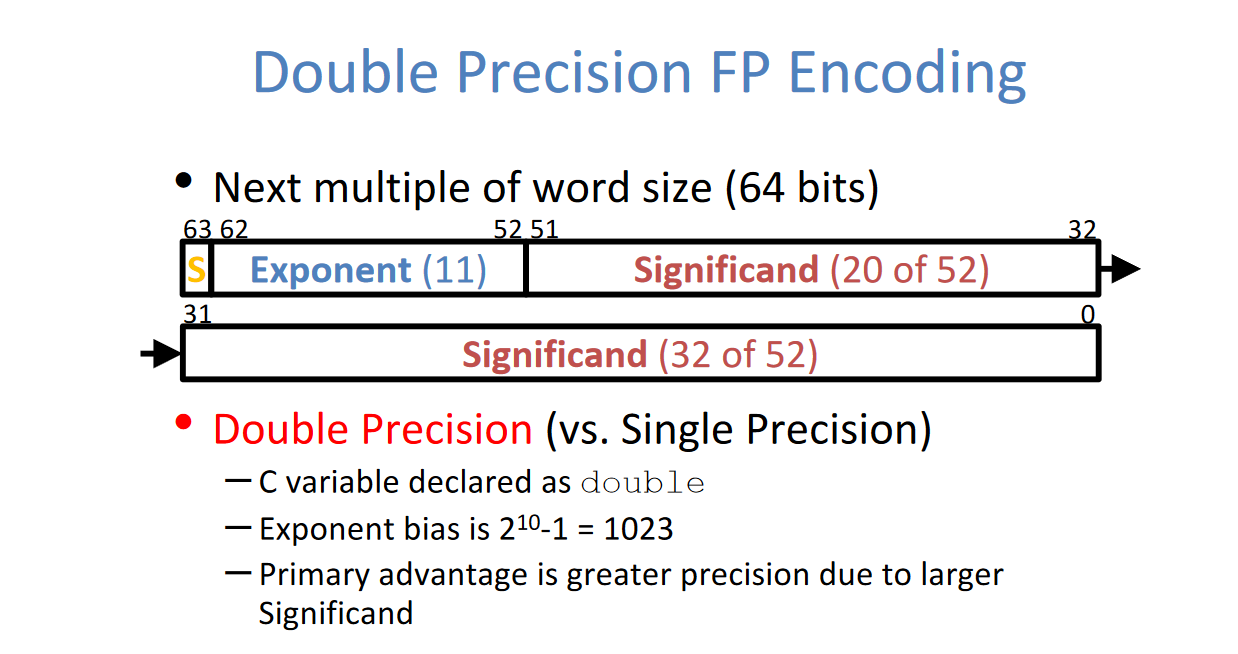 Double Precision FP Encoding
• Next multiple of word size (64 bits)
63 62 52 51 32
S Exponent (11) Significand (20 of 52)
31 0
Significand (32 of 52)
• Double Precision (vs. Single Precision)
– C variable declared as double
– Exponent bias is 2¹⁰-1 = 1023
– Primary advantage is greater precision due to larger
Significand